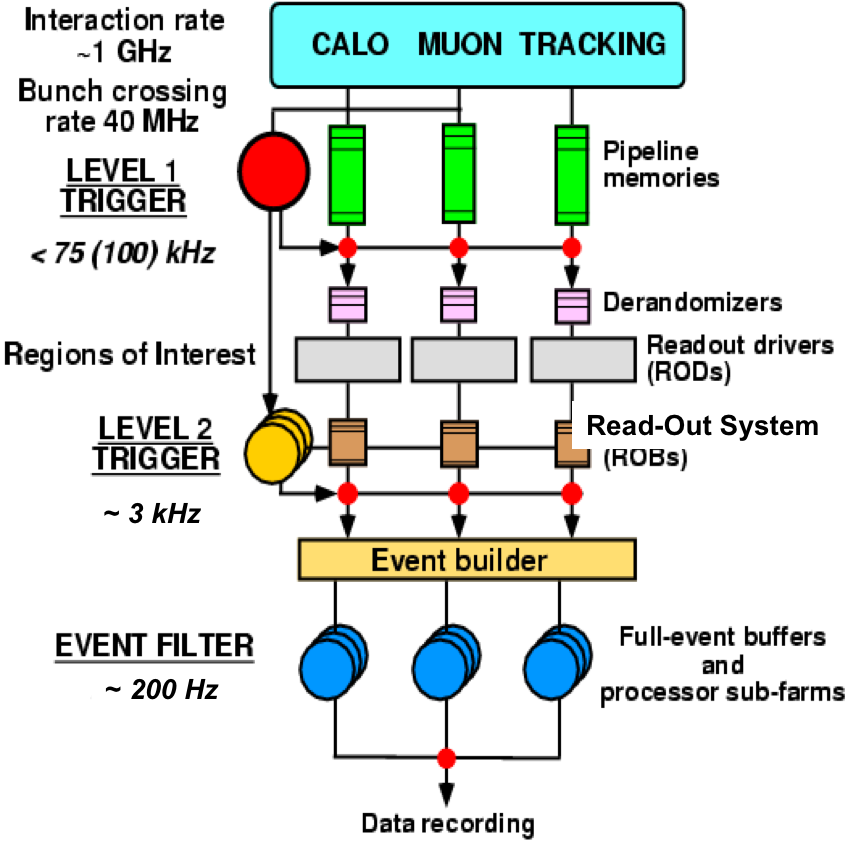 Interaction rate
~1 GHz
CALO MUON TRACKING
Bunch crossing
rate 40 MHz
LEVEL 1
TRIGGER
Pipeline
memories
< 75 (100) kHz
Derandomizers
Regions of Interest
Readout drivers
(RODs)
LEVEL 2
TRIGGER
Read-Out System
(ROBs)
~ 3 kHz
Event builder
EVENT FILTER
~ 200 Hz
Full-event buffers
and
processor sub-farms
Data recording